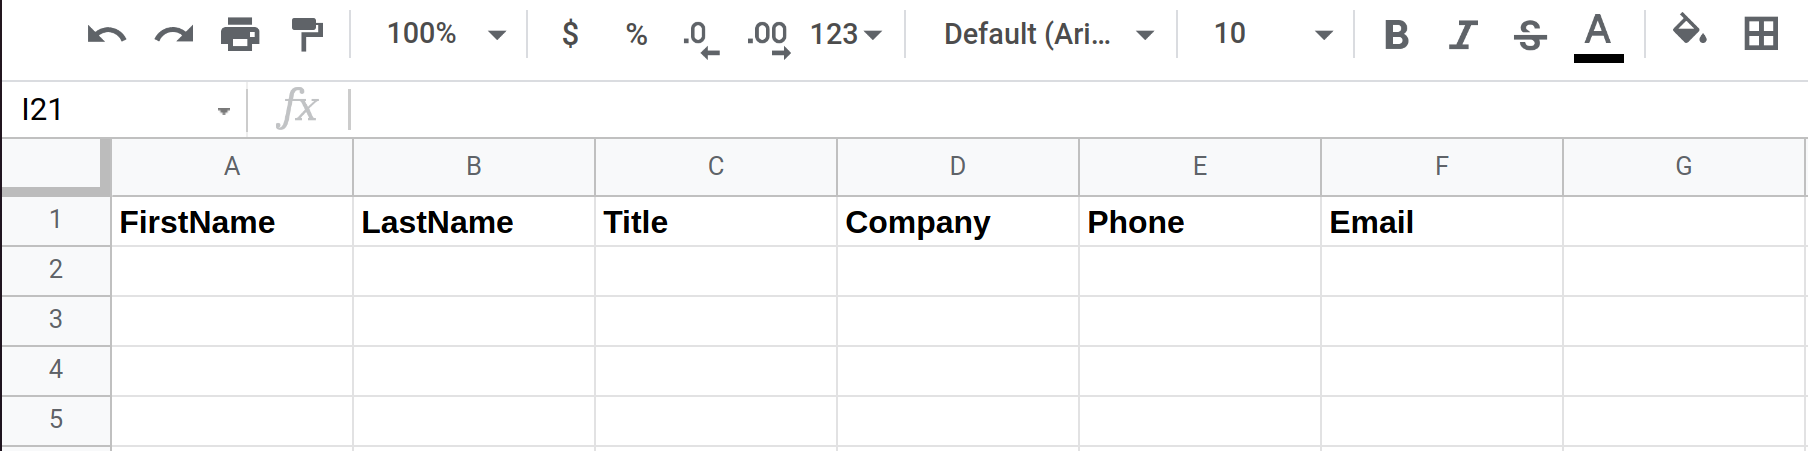 100% $ % .0 .00 123 Default (Ari... 10 B I S A
I21 fx
A B C D E F G
1 FirstName LastName Title Company Phone Email
2
3
4
5